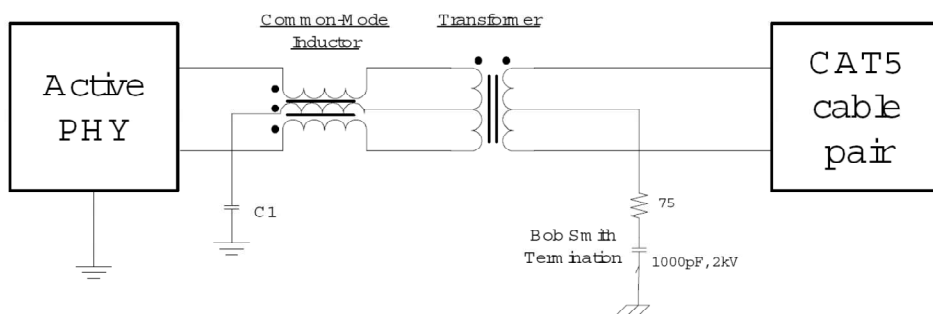 Common-Mode
Inductor
Transformer
Active
PHY
CAT5
cable
pair
C1
75
Bob Smith
Termination
1000pF,2kV